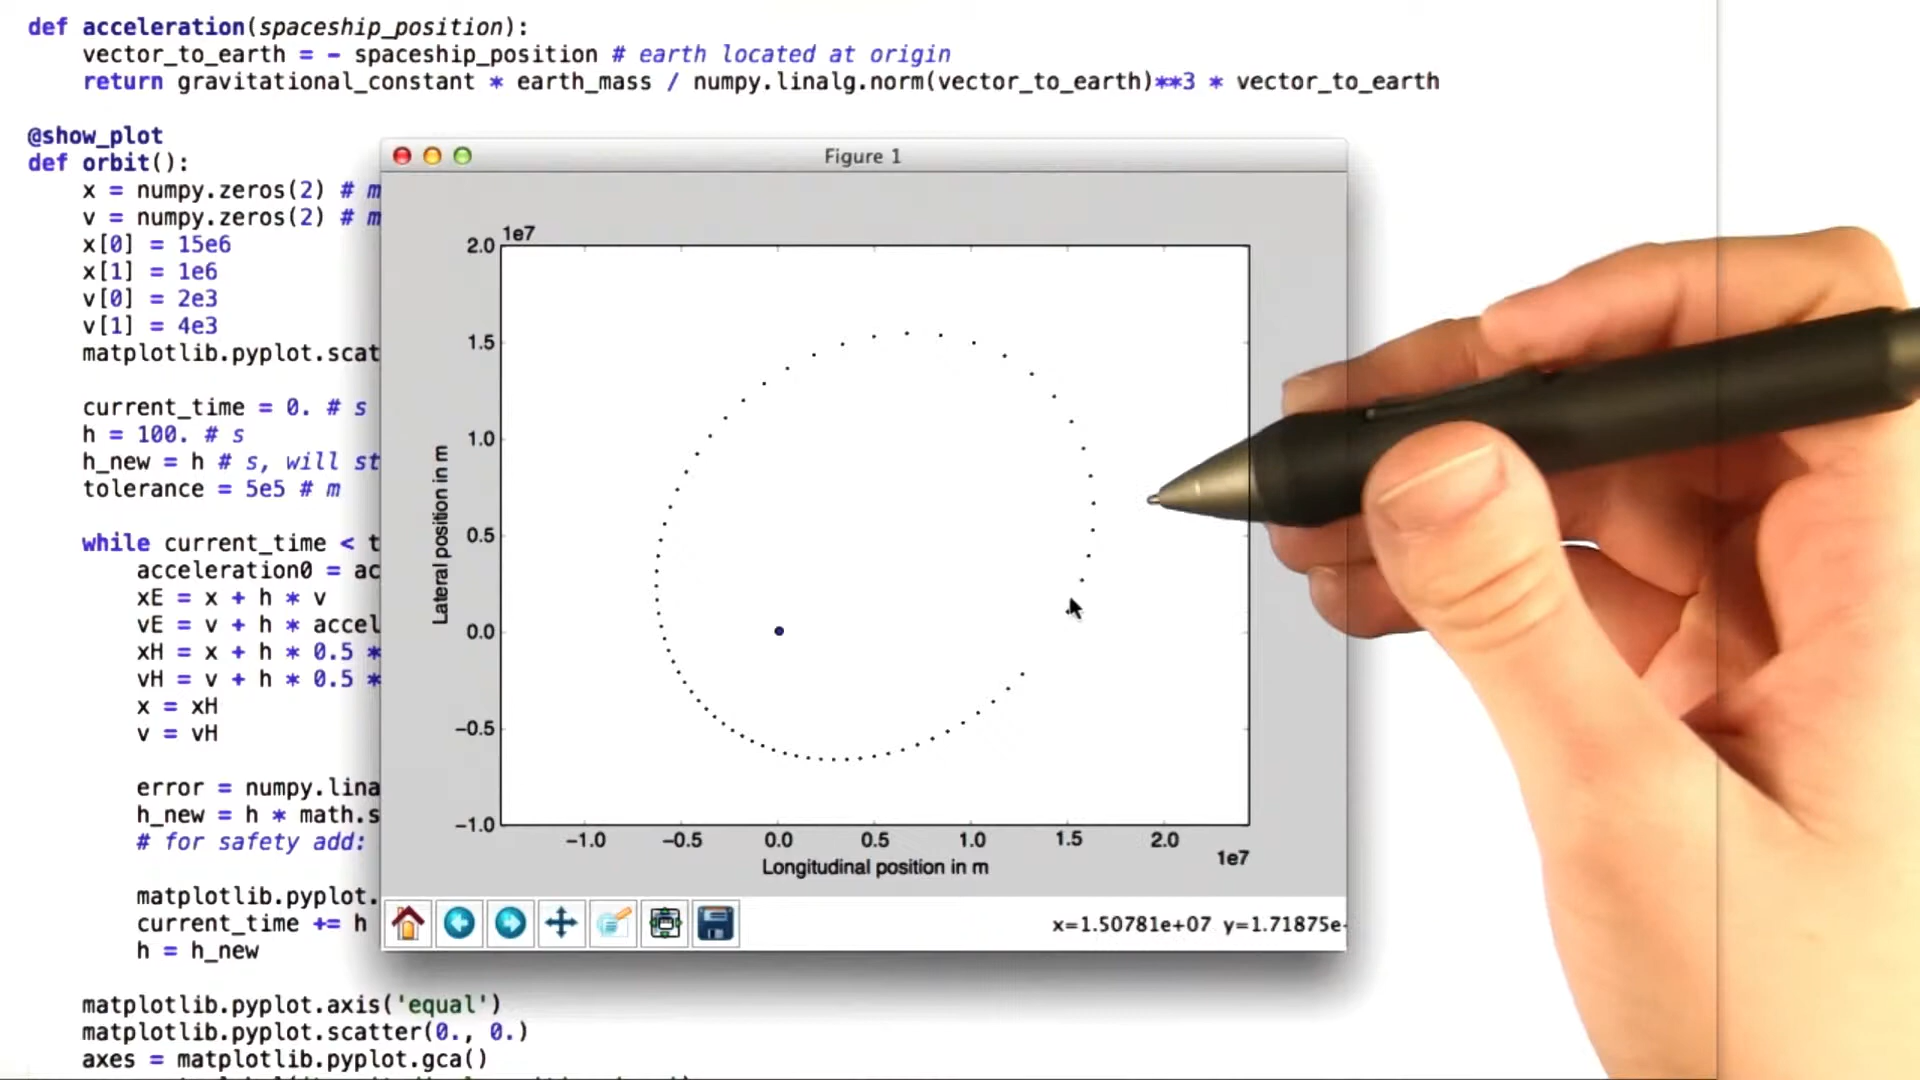 def acceleration(spaceship_position):
vector_to_earth = - spaceship_position # earth located at origin
return gravitational_constant * earth_mass / numpy.linalg.norm(vector_to_earth)**3 * vector_to_earth
@show_plot
def orbit():
x = numpy.zeros(2) # m
v = numpy.zeros(2) # m
x[0] = 15e6
x[1] = 1e6
v[0] = 2e3
v[1] = 4e3
matplotlib.pyplot.scat
current_time = 0. # s
h = 100. # s
h_new = h # s, will st
tolerance = 5e5 # m
while current_time < t
acceleration0 = ac
xE = x + h * v
vE = v + h * accel
xH = x + h * 0.5 *
vH = v + h * 0.5 *
x = xH
v = vH
error = numpy.lina
h_new = h * math.s
# for safety add:
matplotlib.pyplot.
current_time += h
h = h_new
matplotlib.pyplot.axis('equal')
matplotlib.pyplot.scatter(0., 0.)
axes = matplotlib.pyplot.gca()
Figure 1
1e7
2.0
1.5
1.0
0.5
0.0
−0.5
−1.0
Lateral position in m
−1.0 −0.5 0.0 0.5 1.0 1.5 2.0
1e7
Longitudinal position in m
x=1.50781e+07 y=1.71875e